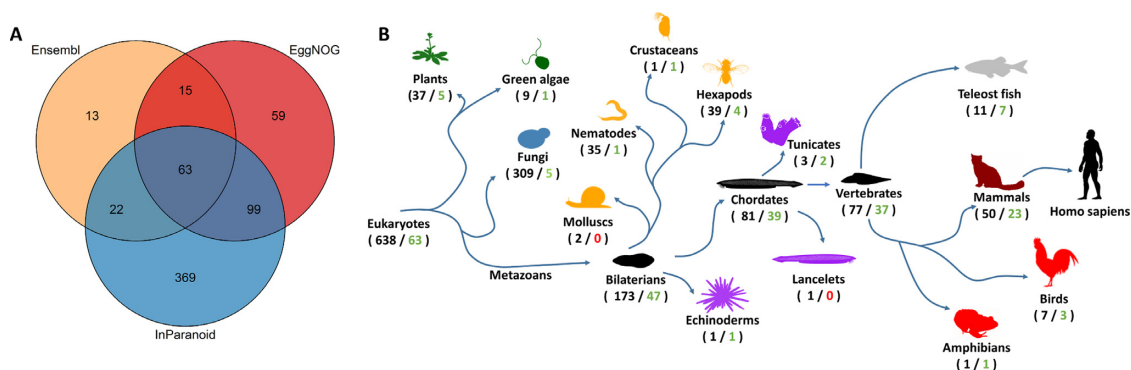 A
Ensembl
EggNOG
13
15
59
63
22
99
369
InParanoid
B
Plants
( 37 / 5 )
Green algae
( 9 / 1 )
Crustaceans
( 1 / 1 )
Hexapods
( 39 / 4 )
Nematodes
( 35 / 1 )
Fungi
( 309 / 5 )
Molluscs
( 2 / 0 )
Eukaryotes
( 638 / 63 )
Metazoans
Bilaterians
( 173 / 47 )
Echinoderms
( 1 / 1 )
Tunicates
( 3 / 2 )
Chordates
( 81 / 39 )
Lancelets
( 1 / 0 )
Vertebrates
( 77 / 37 )
Teleost fish
( 11 / 7 )
Mammals
( 50 / 23 )
Homo sapiens
Birds
( 7 / 3 )
Amphibians
( 1 / 1 )